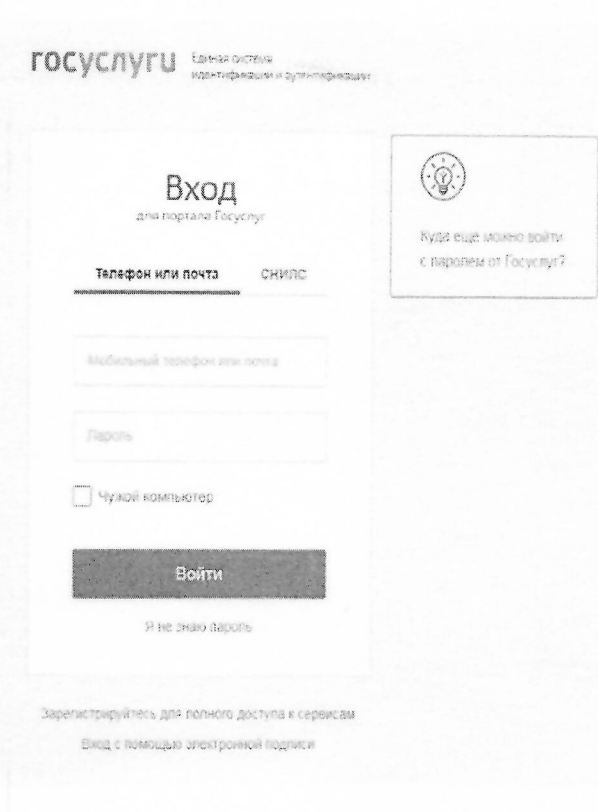 госуслуги
Единая система
идентификации и аутентификации
Вход
для портала Госуслуг
Телефон или почта
СНИЛС
Мобильный телефон или почта
Пароль
Чужой компьютер
Войти
Я не знаю пароль
Куда ещё можно войти
с паролем от Госуслуг?
Зарегистрируйтесь для полного доступа к сервисам
Вход с помощью электронной подписи